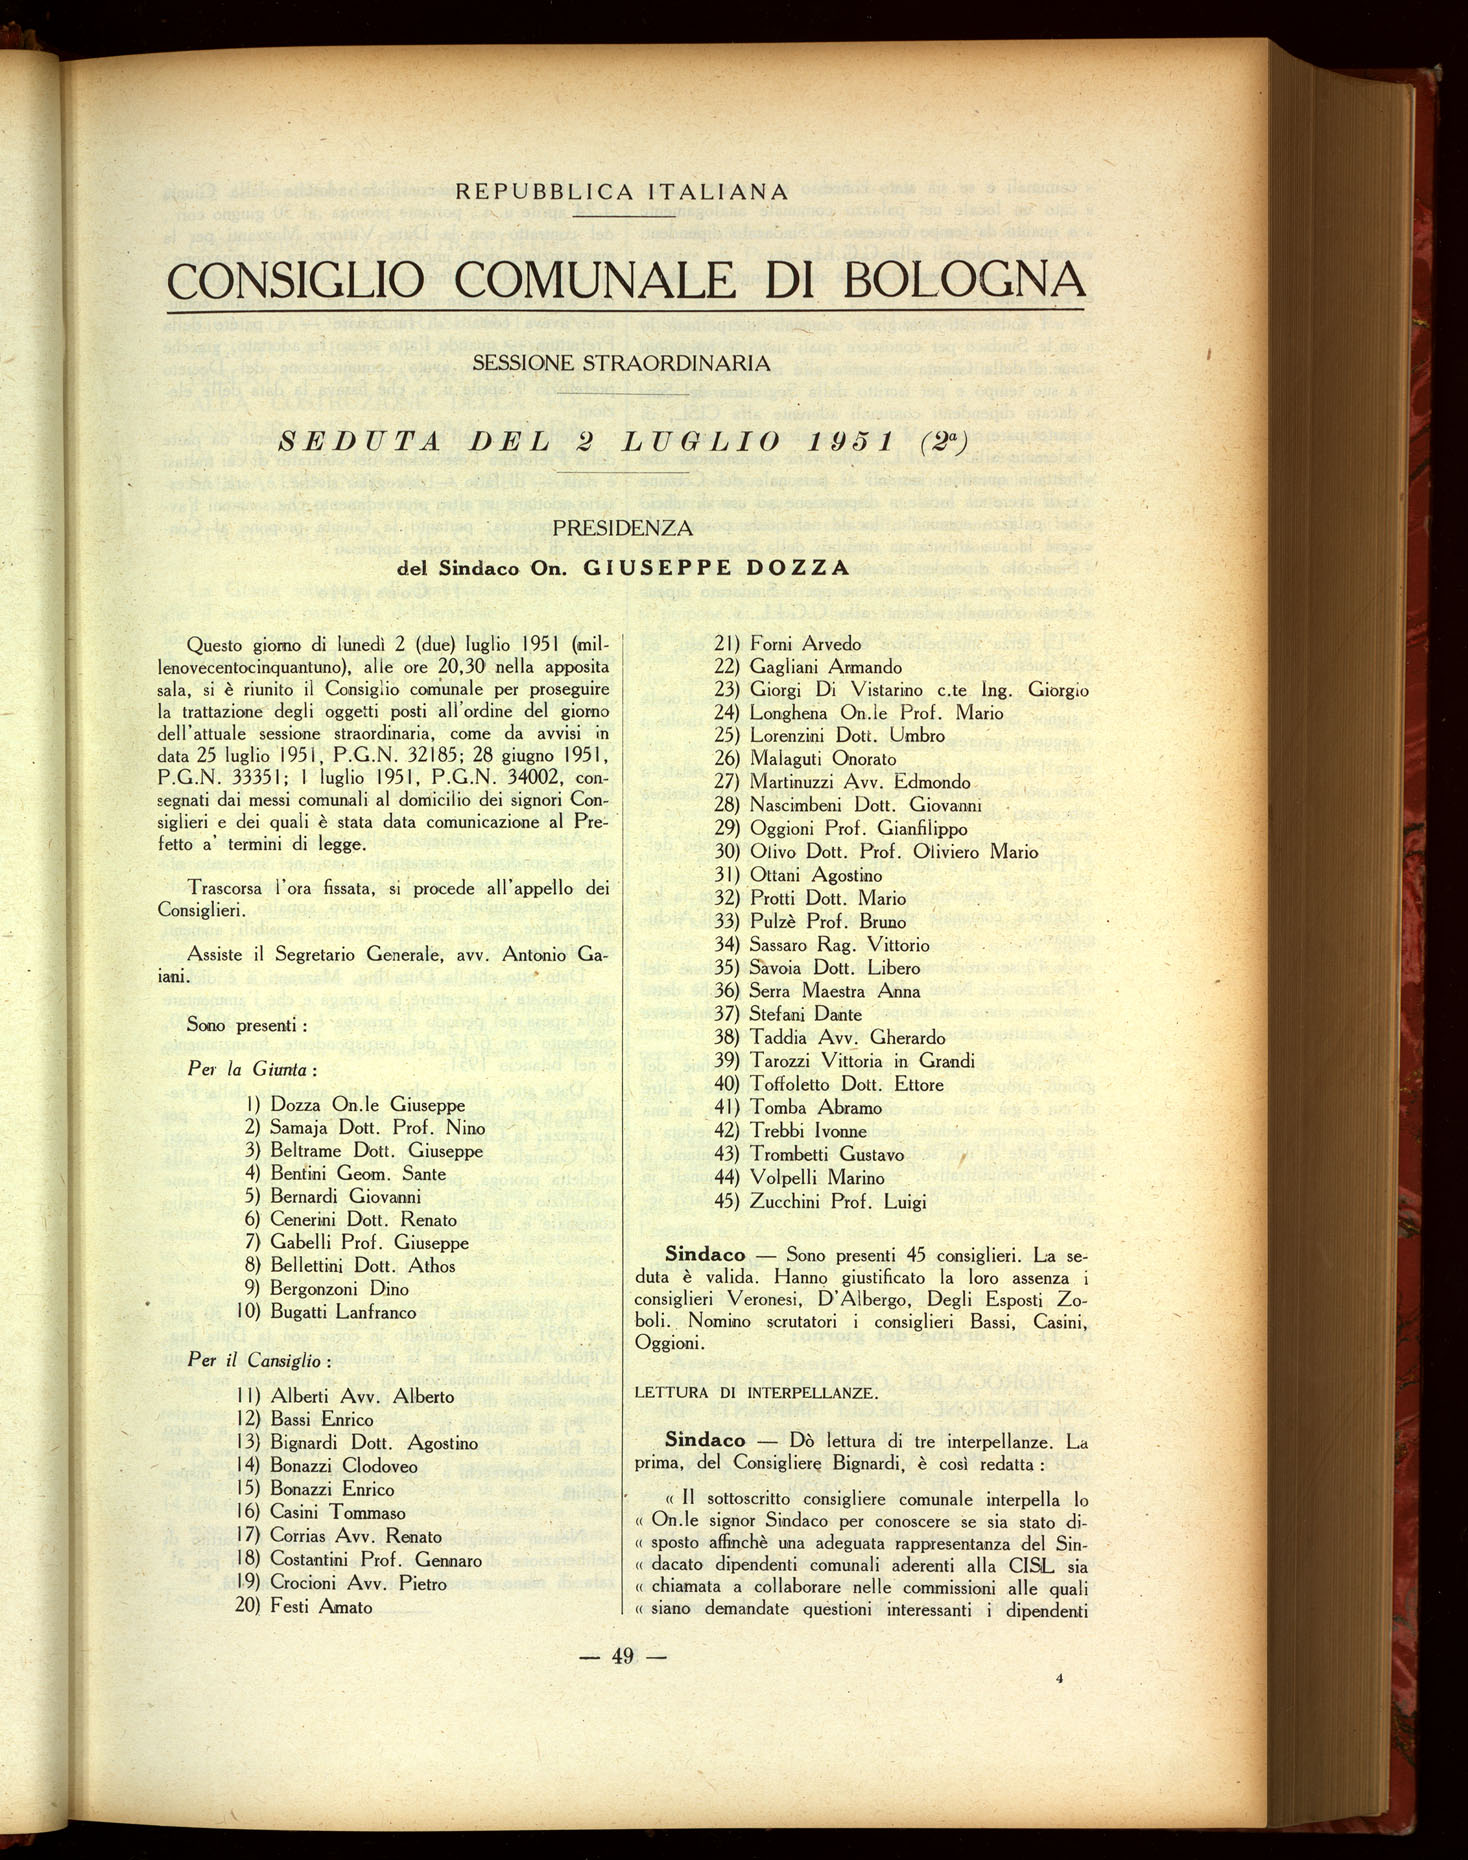 REPUBBLICA ITALIANA
CONSIGLIO COMUNALE DI BOLOGNA
SESSIONE STRAORDINARIA
SEDUTA DEL 2 LUGLIO 1951 (2ª)
PRESIDENZA
del Sindaco On. GIUSEPPE DOZZA
Questo giorno di lunedì 2 (due) luglio 1951 (mil-
lenovecentocinquantuno), alle ore 20,30 nella apposita
sala, si è riunito il Consiglio comunale per proseguire
la trattazione degli oggetti posti all'ordine del giorno
dell'attuale sessione straordinaria, come da avvisi in
data 25 luglio 1951, P.G.N. 32185; 28 giugno 1951,
P.G.N. 33351; 1 luglio 1951, P.G.N. 34002, con-
segnati dai messi comunali al domicilio dei signori Con-
siglieri e dei quali è stata data comunicazione al Pre-
fetto a' termini di legge.
Trascorsa l'ora fissata, si procede all'appello dei
Consiglieri.
Assiste il Segretario Generale, avv. Antonio Ga-
iani.
Sono presenti :
Per la Giunta :
1) Dozza On.le Giuseppe
2) Samaja Dott. Prof. Nino
3) Beltrame Dott. Giuseppe
4) Bentini Geom. Sante
5) Bernardi Giovanni
6) Cenerini Dott. Renato
7) Gabelli Prof. Giuseppe
8) Bellettini Dott. Athos
9) Bergonzoni Dino
10) Bugatti Lanfranco
Per il Cansiglio :
11) Alberti Avv. Alberto
12) Bassi Enrico
13) Bignardi Dott. Agostino
14) Bonazzi Clodoveo
15) Bonazzi Enrico
16) Casini Tommaso
17) Corrias Avv. Renato
18) Costantini Prof. Gennaro
19) Crocioni Avv. Pietro
20) Festi Amato
21) Forni Arvedo
22) Gagliani Armando
23) Giorgi Di Vistarino c.te Ing. Giorgio
24) Longhena On.le Prof. Mario
25) Lorenzini Dott. Umbro
26) Malaguti Onorato
27) Martinuzzi Avv. Edmondo
28) Nascimbeni Dott. Giovanni
29) Oggioni Prof. Gianfilippo
30) Olivo Dott. Prof. Oliviero Mario
31) Ottani Agostino
32) Protti Dott. Mario
33) Pulzè Prof. Bruno
34) Sassaro Rag. Vittorio
35) Savoia Dott. Libero
36) Serra Maestra Anna
37) Stefani Dante
38) Taddia Avv. Gherardo
39) Tarozzi Vittoria in Grandi
40) Toffoletto Dott. Ettore
41) Tomba Abramo
42) Trebbi Ivonne
43) Trombetti Gustavo
44) Volpelli Marino
45) Zucchini Prof. Luigi
Sindaco — Sono presenti 45 consiglieri. La se-
duta è valida. Hanno giustificato la loro assenza i
consiglieri Veronesi, D'Albergo, Degli Esposti Zo-
boli. Nomino scrutatori i consiglieri Bassi, Casini,
Oggioni.
LETTURA DI INTERPELLANZE.
Sindaco — Dò lettura di tre interpellanze. La
prima, del Consigliere Bignardi, è così redatta :
« Il sottoscritto consigliere comunale interpella lo
« On.le signor Sindaco per conoscere se sia stato di-
« sposto affinchè una adeguata rappresentanza del Sin-
« dacato dipendenti comunali aderenti alla CISL sia
« chiamata a collaborare nelle commissioni alle quali
« siano demandate questioni interessanti i dipendenti
— 49 —
4